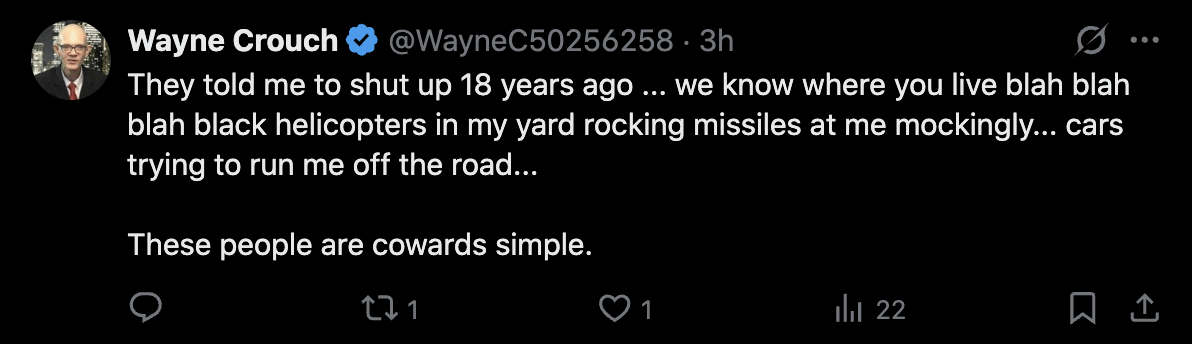 Wayne Crouch @WayneC50256258 · 3h
They told me to shut up 18 years ago ... we know where you live blah blah
blah black helicopters in my yard rocking missiles at me mockingly... cars
trying to run me off the road...
These people are cowards simple.
1 1 22